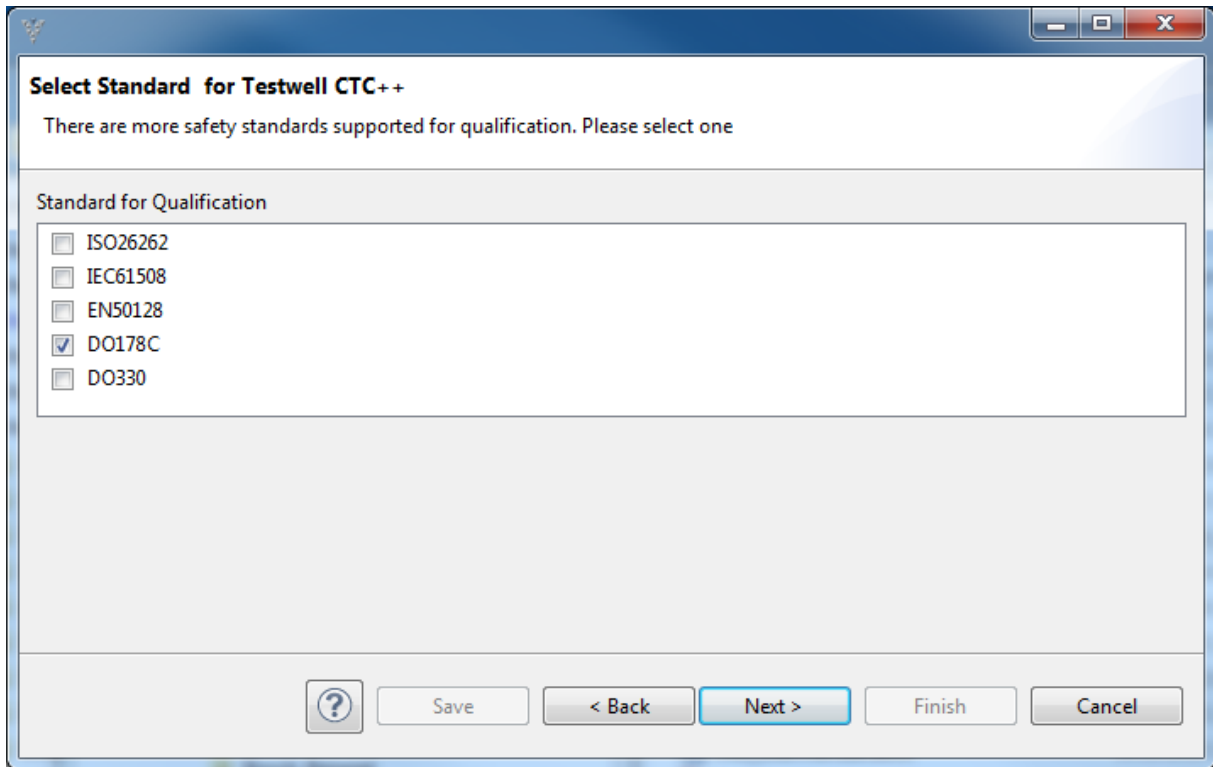 Select Standard  for Testwell CTC++
There are more safety standards supported for qualification. Please select one
Standard for Qualification
ISO26262
IEC61508
EN50128
DO178C
DO330
? Save < Back Next > Finish Cancel